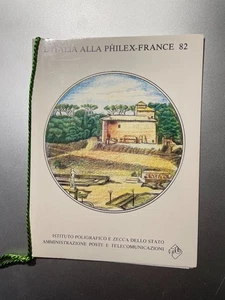 L'ITALIA ALLA PHILEX-FRANCE 82
ISTITUTO POLIGRAFICO E ZECCA DELLO STATO
AMMINISTRAZIONE POSTE E TELECOMUNICAZIONI